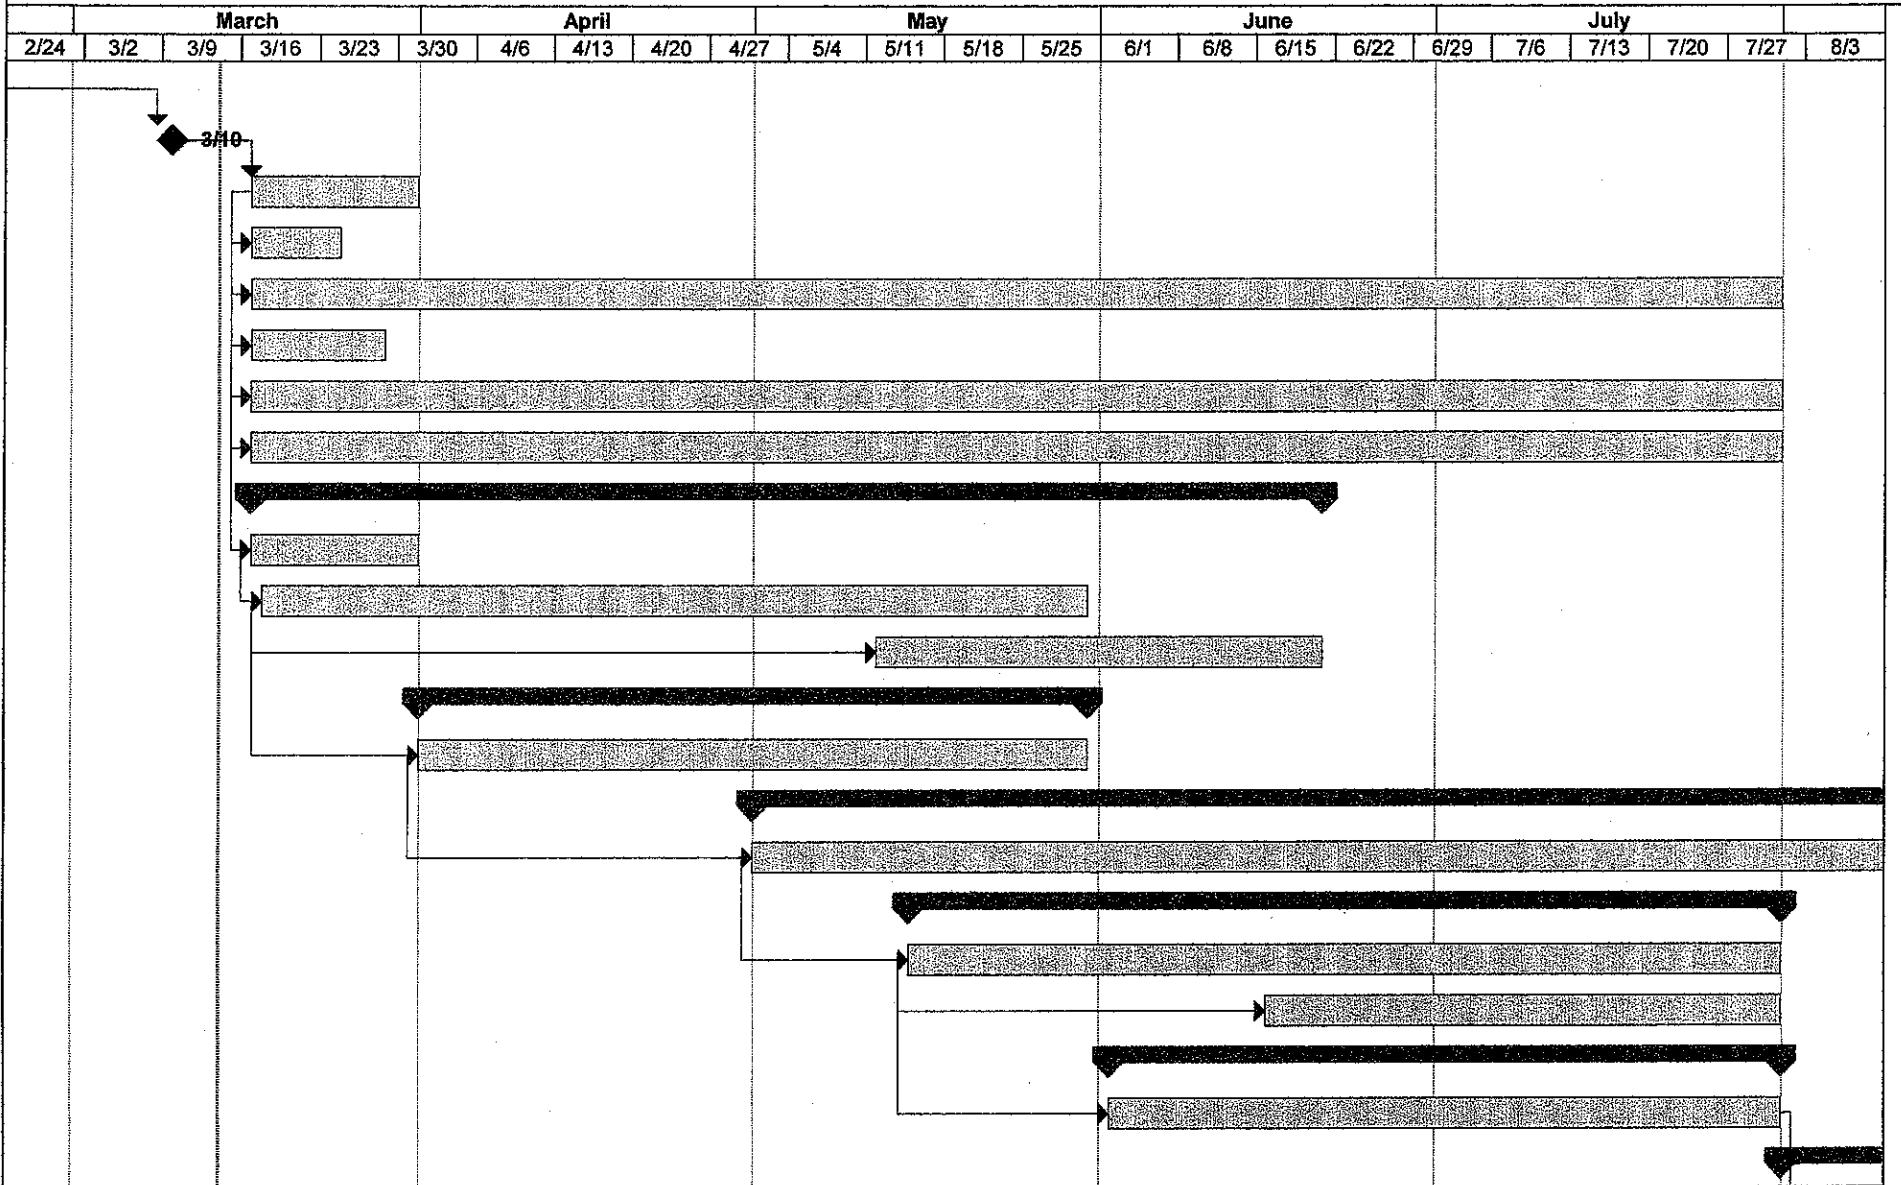 March April May June July
2/24 3/2 3/9 3/16 3/23 3/30 4/6 4/13 4/20 4/27 5/4 5/11 5/18 5/25 6/1 6/8 6/15 6/22 6/29 7/6 7/13 7/20 7/27 8/3
3/10